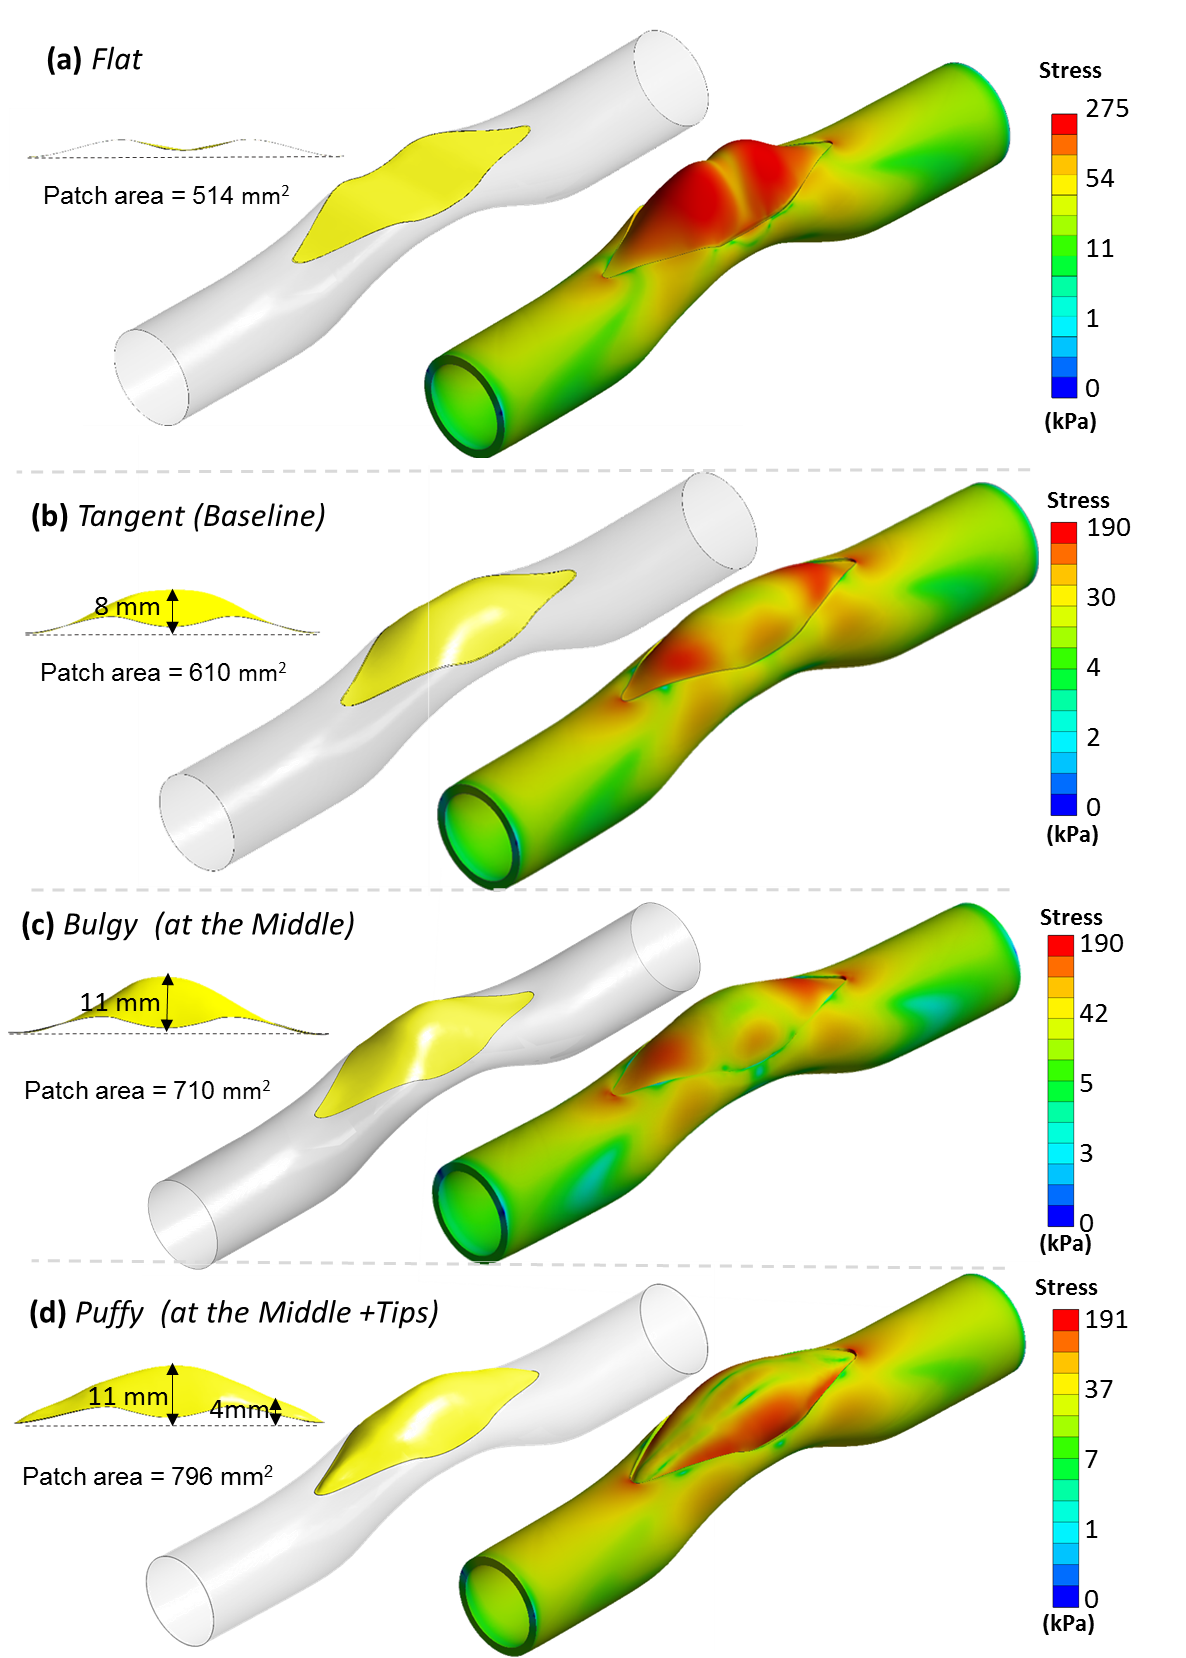 (a) Flat
Patch area = 514 mm²
Stress
275
54
11
1
0
(kPa)
(b) Tangent (Baseline)
8 mm
Patch area = 610 mm²
Stress
190
30
4
2
0
(kPa)
(c) Bulgy (at the Middle)
11 mm
Patch area = 710 mm²
Stress
190
42
5
3
0
(kPa)
(d) Puffy (at the Middle +Tips)
11 mm
4mm
Patch area = 796 mm²
Stress
191
37
7
1
0
(kPa)